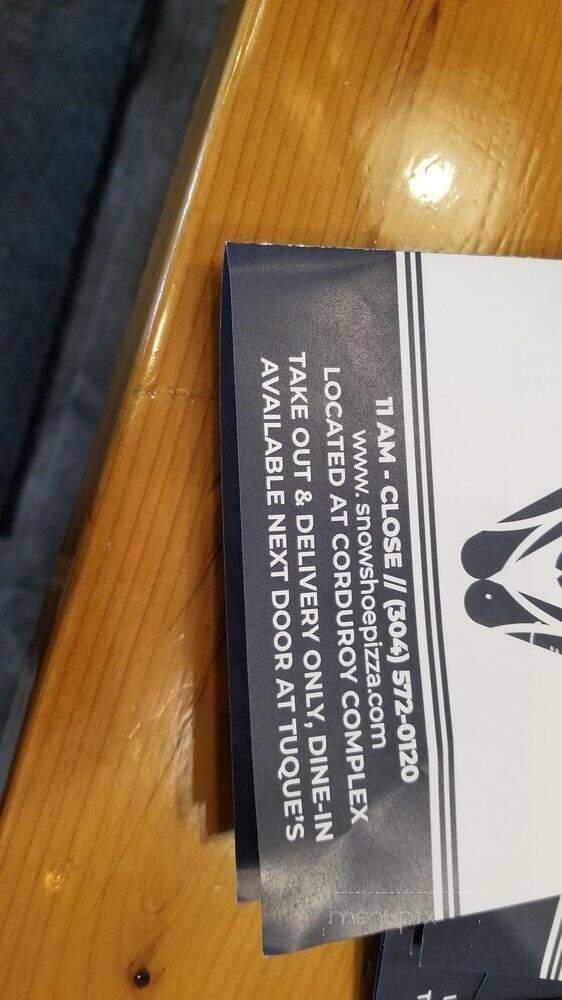 11 AM - CLOSE // (304) 572-0120
www. snowshoepizza.com
LOCATED AT CORDUROY COMPLEX
TAKE OUT & DELIVERY ONLY, DINE-IN
AVAILABLE NEXT DOOR AT TUQUE'S
menupix